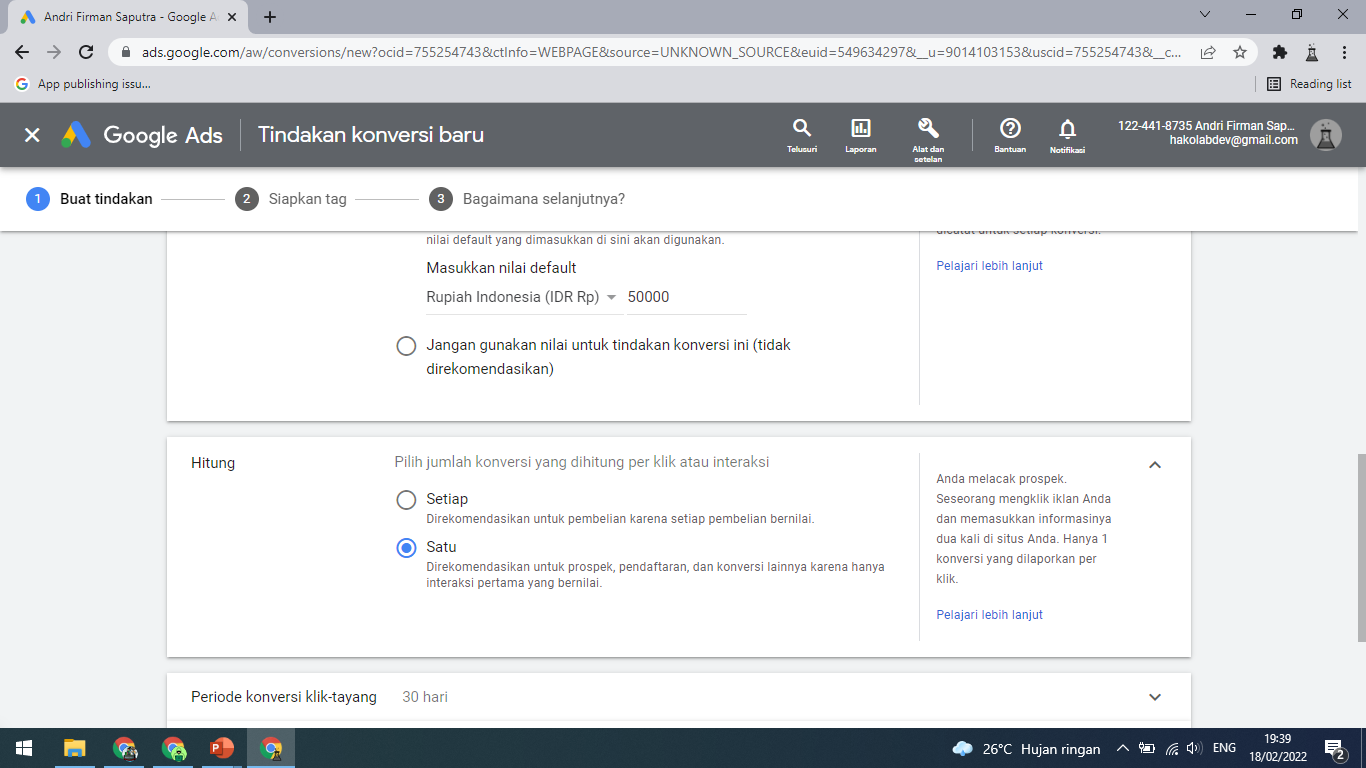 Andri Firman Saputra - Google A
ads.google.com/aw/conversions/new?ocid=755254743&ctInfo=WEBPAGE&source=UNKNOWN_SOURCE&euid=549634297&__u=9014103153&uscid=755254743&__c...
App publishing issu...
Reading list
Google Ads
Tindakan konversi baru
Telusuri
Laporan
Alat dan
setelan
Bantuan
Notifikasi
122-441-8735 Andri Firman Sap...
hakolabdev@gmail.com
1 Buat tindakan
2 Siapkan tag
3 Bagaimana selanjutnya?
nilai default yang dimasukkan di sini akan digunakan.
Masukkan nilai default
Rupiah Indonesia (IDR Rp) 50000
Jangan gunakan nilai untuk tindakan konversi ini (tidak
direkomendasikan)
dicatat untuk setiap konversi.
Pelajari lebih lanjut
Hitung
Pilih jumlah konversi yang dihitung per klik atau interaksi
Setiap
Direkomendasikan untuk pembelian karena setiap pembelian bernilai.
Satu
Direkomendasikan untuk prospek, pendaftaran, dan konversi lainnya karena hanya
interaksi pertama yang bernilai.
Anda melacak prospek.
Seseorang mengklik iklan Anda
dan memasukkan informasinya
dua kali di situs Anda. Hanya 1
konversi yang dilaporkan per
klik.
Pelajari lebih lanjut
Periode konversi klik-tayang 30 hari
26°C Hujan ringan
ENG
19:39
18/02/2022
2